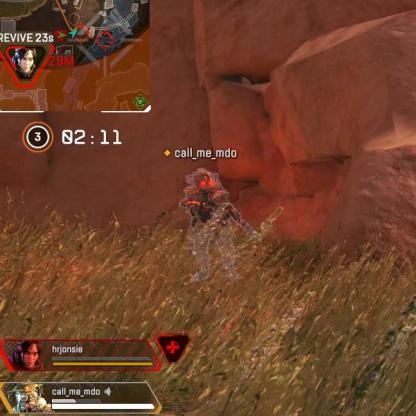 REVIVE 23s
29M
3 02:11
call_me_mdo
hrjonsie
call_me_mdo